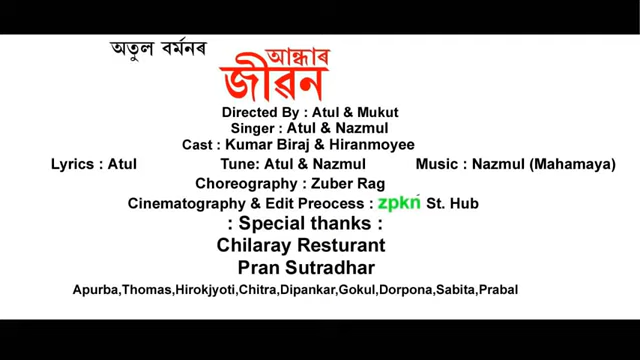 অতুল বৰ্মনৰ
আন্ধাৰ
জীৱন
Directed By : Atul & Mukut
Singer : Atul & Nazmul
Cast : Kumar Biraj & Hiranmoyee
Lyrics : Atul Tune: Atul & Nazmul Music : Nazmul (Mahamaya)
Choreography : Zuber Rag
Cinematography & Edit Preocess : zpkń St. Hub
: Special thanks :
Chilaray Resturant
Pran Sutradhar
Apurba,Thomas,Hirokjyoti,Chitra,Dipankar,Gokul,Dorpona,Sabita,Prabal